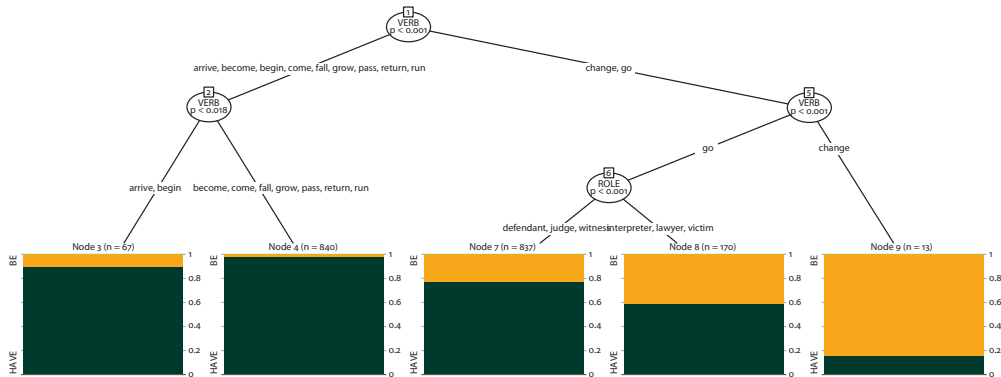 1
VERB
p < 0.001
arrive, become, begin, come, fall, grow, pass, return, run
change, go
2
VERB
p < 0.018
5
VERB
p < 0.001
go
change
6
ROLE
p < 0.001
arrive, begin
become, come, fall, grow, pass, return, run
defendant, judge, witness
interpreter, lawyer, victim
Node 3 (n = 67)
BE
HAVE
1
0.8
0.6
0.4
0.2
0
Node 4 (n = 840)
BE
HAVE
1
0.8
0.6
0.4
0.2
0
Node 7 (n = 837)
BE
HAVE
1
0.8
0.6
0.4
0.2
0
Node 8 (n = 170)
BE
HAVE
1
0.8
0.6
0.4
0.2
0
Node 9 (n = 13)
BE
HAVE
1
0.8
0.6
0.4
0.2
0